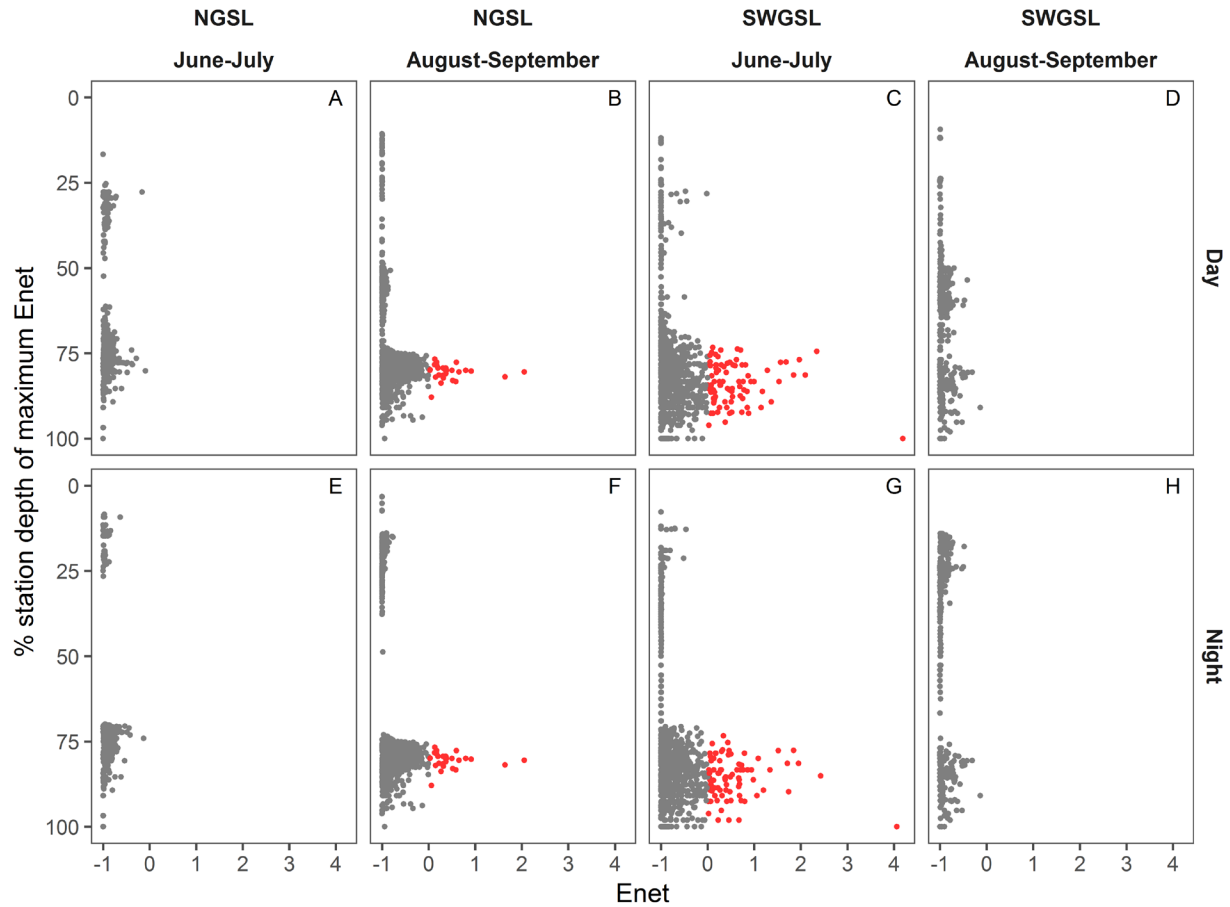 NGSL NGSL SWGSL SWGSL
June-July August-September June-July August-September
A B C D
0
25
50
75
100
Day
% station depth of maximum Enet
E F G H
0
25
50
75
100
Night
-1 0 1 2 3 4 -1 0 1 2 3 4 -1 0 1 2 3 4 -1 0 1 2 3 4
Enet